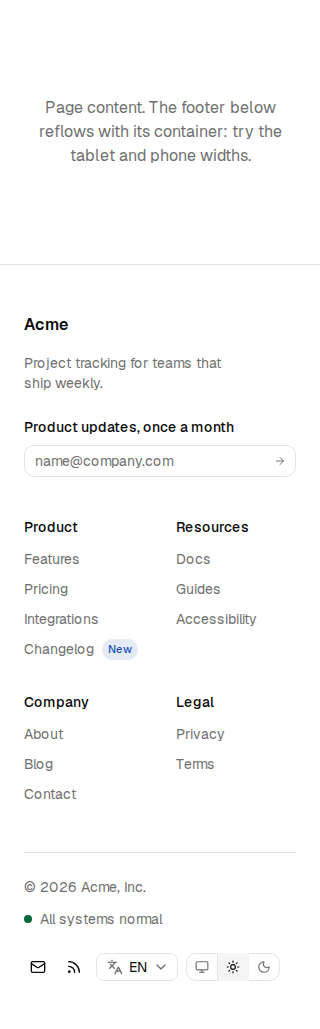 Page content. The footer below
reflows with its container: try the
tablet and phone widths.
Acme
Project tracking for teams that
ship weekly.
Product updates, once a month
name@company.com
Product
Features
Pricing
Integrations
Changelog New
Resources
Docs
Guides
Accessibility
Company
About
Blog
Contact
Legal
Privacy
Terms
© 2026 Acme, Inc.
All systems normal
EN